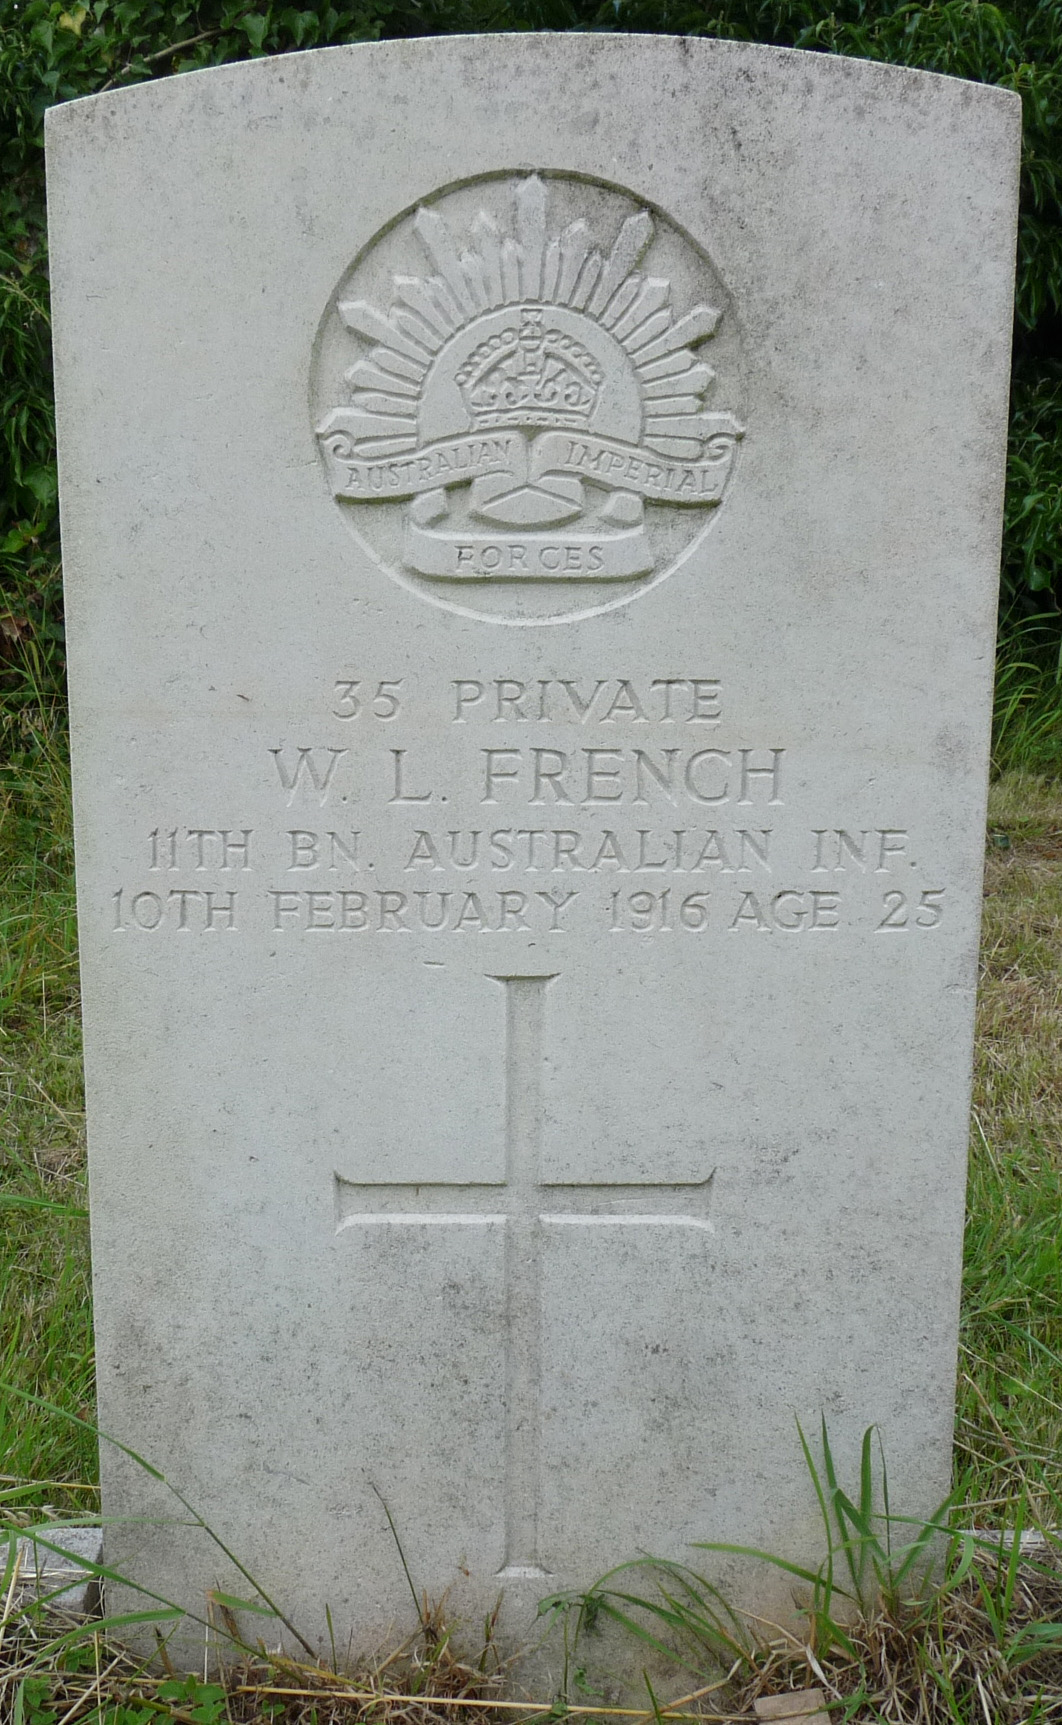 AUSTRALIAN IMPERIAL
FORCES
35 PRIVATE
W. L. FRENCH
11TH BN. AUSTRALIAN INF.
10TH FEBRUARY 1916 AGE 25